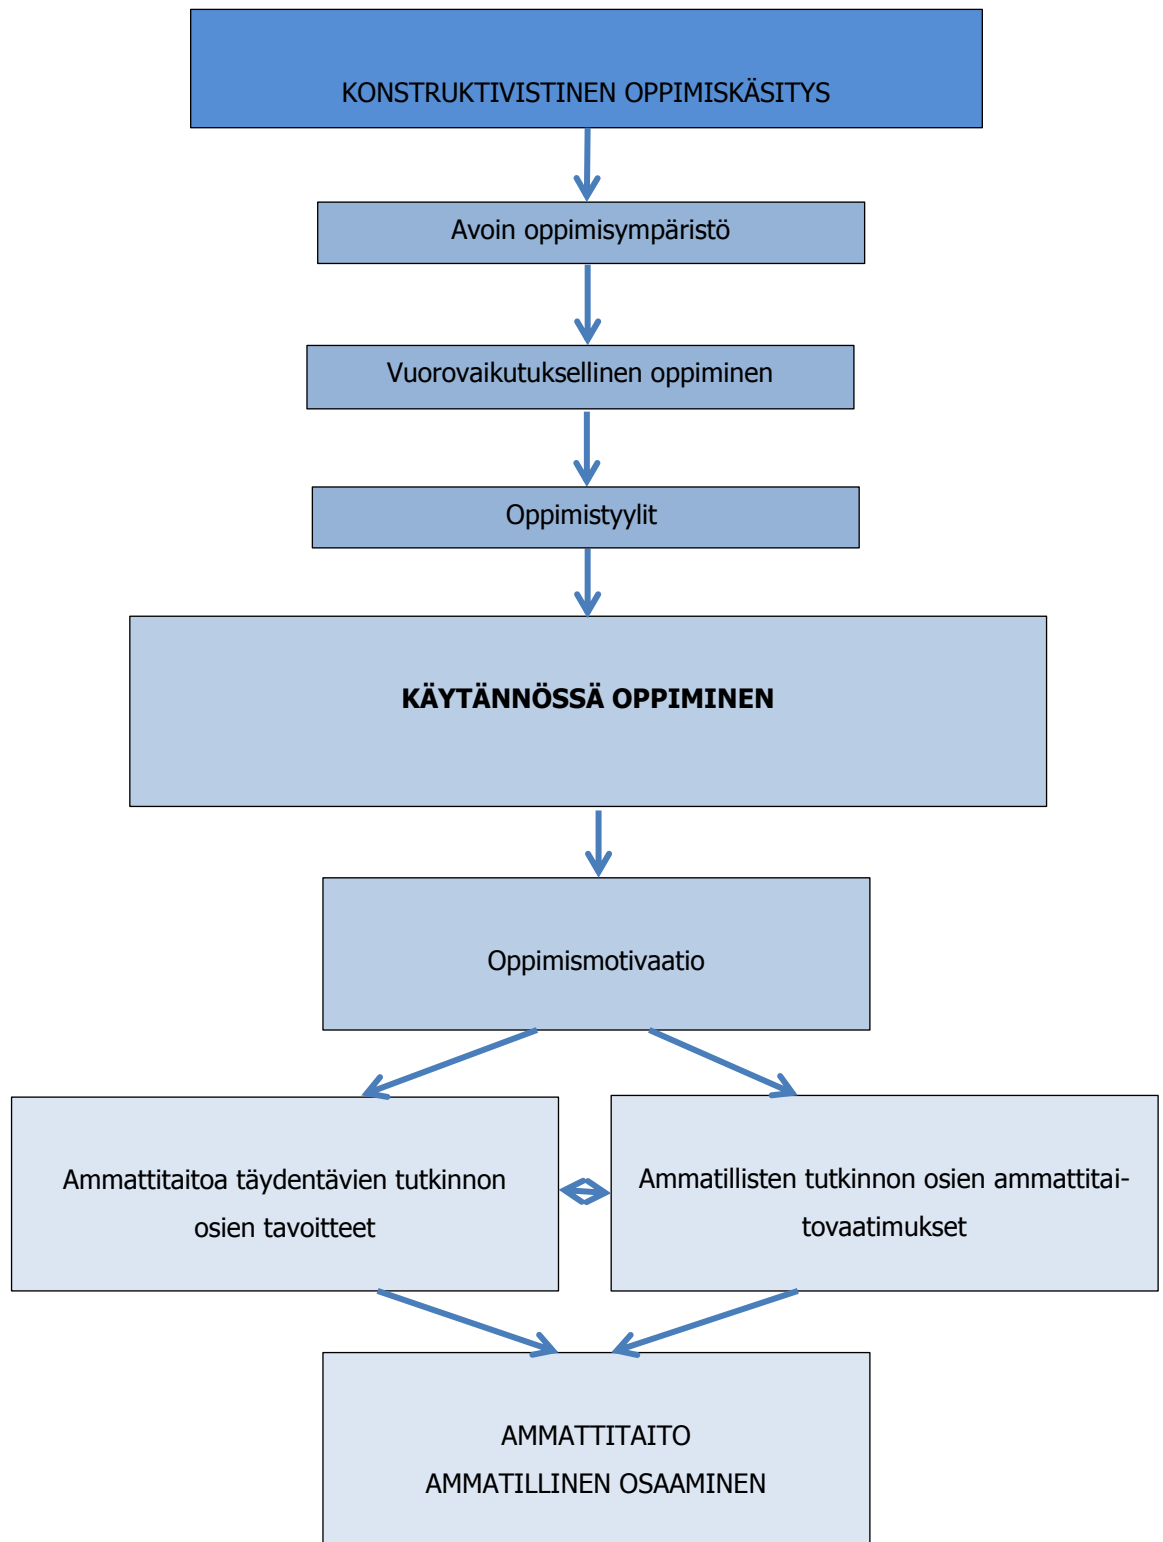 KONSTRUKTIVISTINEN OPPIMISKÄSITYS
Avoin oppimisympäristö
Vuorovaikutuksellinen oppiminen
Oppimistyylit
KÄYTÄNNÖSSÄ OPPIMINEN
Oppimismotivaatio
Ammattitaitoa täydentävien tutkinnon
osien tavoitteet
Ammatillisten tutkinnon osien ammattitai-
tovaatimukset
AMMATTITAITO
AMMATILLINEN OSAAMINEN